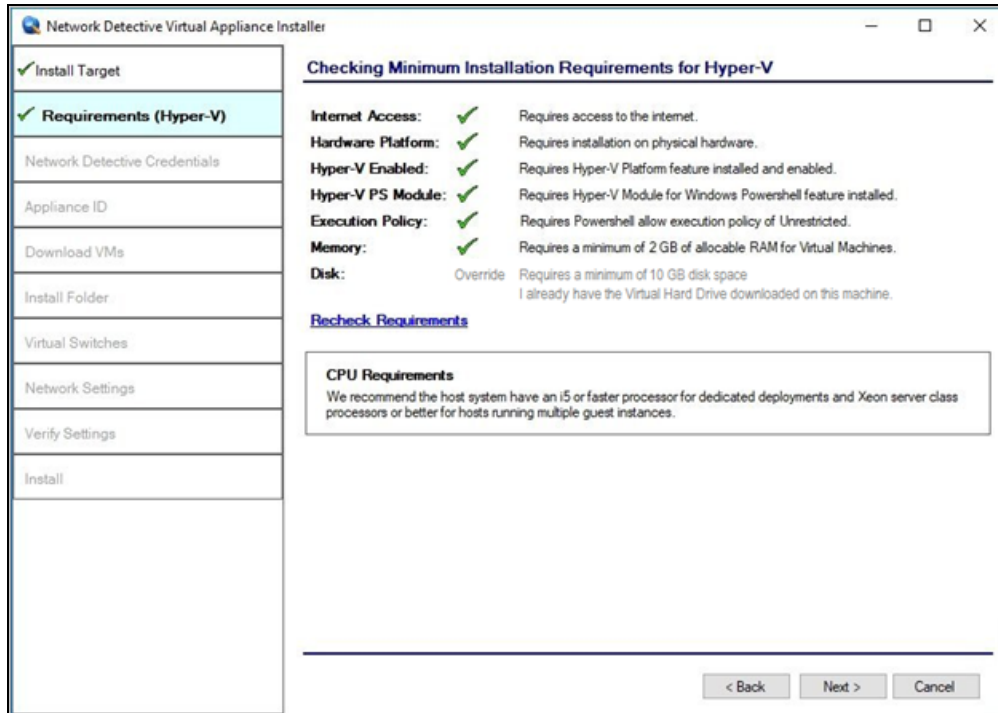 Network Detective Virtual Appliance Installer
Install Target
Requirements (Hyper-V)
Network Detective Credentials
Appliance ID
Download VMs
Install Folder
Virtual Switches
Network Settings
Verify Settings
Install
Checking Minimum Installation Requirements for Hyper-V
Internet Access: Requires access to the internet.
Hardware Platform: Requires installation on physical hardware.
Hyper-V Enabled: Requires Hyper-V Platform feature installed and enabled.
Hyper-V PS Module: Requires Hyper-V Module for Windows Powershell feature installed.
Execution Policy: Requires Powershell allow execution policy of Unrestricted.
Memory: Requires a minimum of 2 GB of allocable RAM for Virtual Machines.
Disk: Override Requires a minimum of 10 GB disk space
I already have the Virtual Hard Drive downloaded on this machine.
Recheck Requirements
CPU Requirements
We recommend the host system have an i5 or faster processor for dedicated deployments and Xeon server class
processors or better for hosts running multiple guest instances.
< Back Next > Cancel